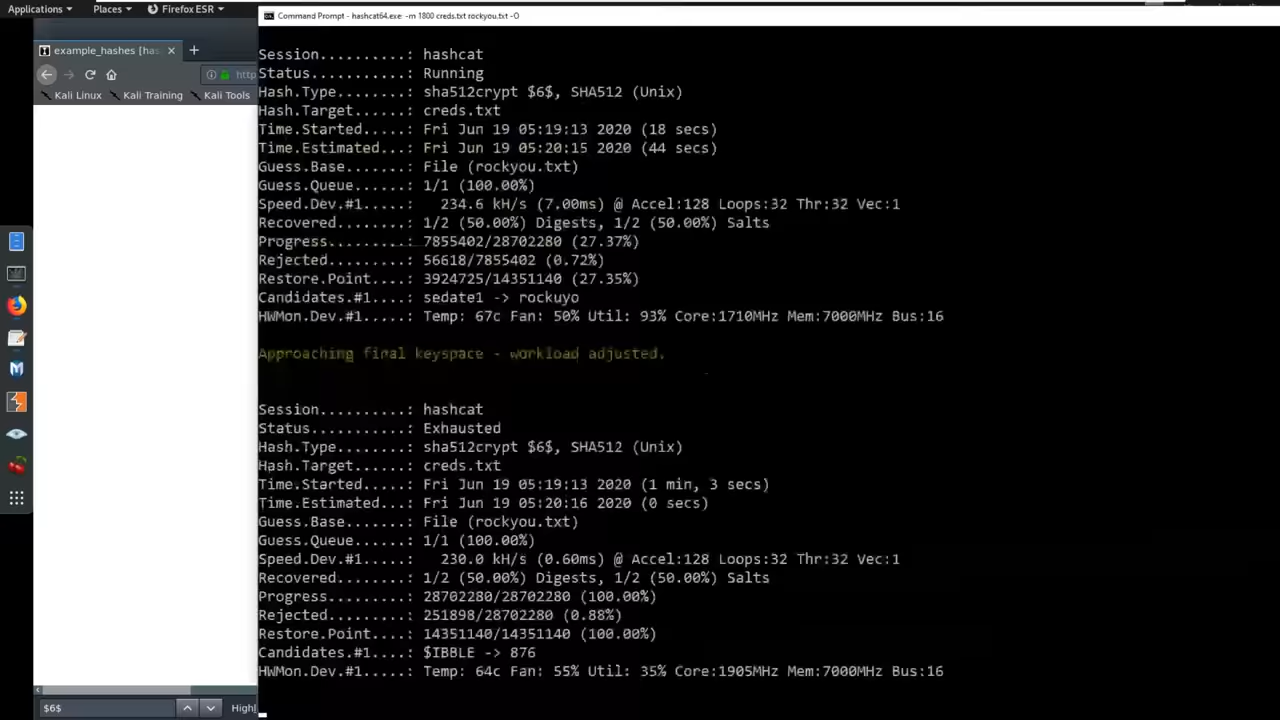 Applications Places Firefox ESR
Command Prompt - hashcat64.exe: -m 1800 creds.txt rockyou.txt -O
example_hashes [has
http
Kali Linux Kali Training Kali Tools
Session..........: hashcat
Status...........: Running
Hash.Type........: sha512crypt $6$, SHA512 (Unix)
Hash.Target......: creds.txt
Time.Started.....: Fri Jun 19 05:19:13 2020 (18 secs)
Time.Estimated...: Fri Jun 19 05:20:15 2020 (44 secs)
Guess.Base.......: File (rockyou.txt)
Guess.Queue......: 1/1 (100.00%)
Speed.Dev.#1.....: 234.6 kH/s (7.00ms) @ Accel:128 Loops:32 Thr:32 Vec:1
Recovered........: 1/2 (50.00%) Digests, 1/2 (50.00%) Salts
Progress.........: 7855402/28702280 (27.37%)
Rejected.........: 56618/7855402 (0.72%)
Restore.Point....: 3924725/14351140 (27.35%)
Candidates.#1....: sedate1 -> rockuyo
HWMon.Dev.#1.....: Temp: 67c Fan: 50% Util: 93% Core:1710MHz Mem:7000MHz Bus:16
Approaching final keyspace - workload adjusted.
Session..........: hashcat
Status...........: Exhausted
Hash.Type........: sha512crypt $6$, SHA512 (Unix)
Hash.Target......: creds.txt
Time.Started.....: Fri Jun 19 05:19:13 2020 (1 min, 3 secs)
Time.Estimated...: Fri Jun 19 05:20:16 2020 (0 secs)
Guess.Base.......: File (rockyou.txt)
Guess.Queue......: 1/1 (100.00%)
Speed.Dev.#1.....: 230.0 kH/s (0.60ms) @ Accel:128 Loops:32 Thr:32 Vec:1
Recovered........: 1/2 (50.00%) Digests, 1/2 (50.00%) Salts
Progress.........: 28702280/28702280 (100.00%)
Rejected.........: 251898/28702280 (0.88%)
Restore.Point....: 14351140/14351140 (100.00%)
Candidates.#1....: $IBBLE -> 876
HWMon.Dev.#1.....: Temp: 64c Fan: 55% Util: 35% Core:1905MHz Mem:7000MHz Bus:16
$6$ Highl